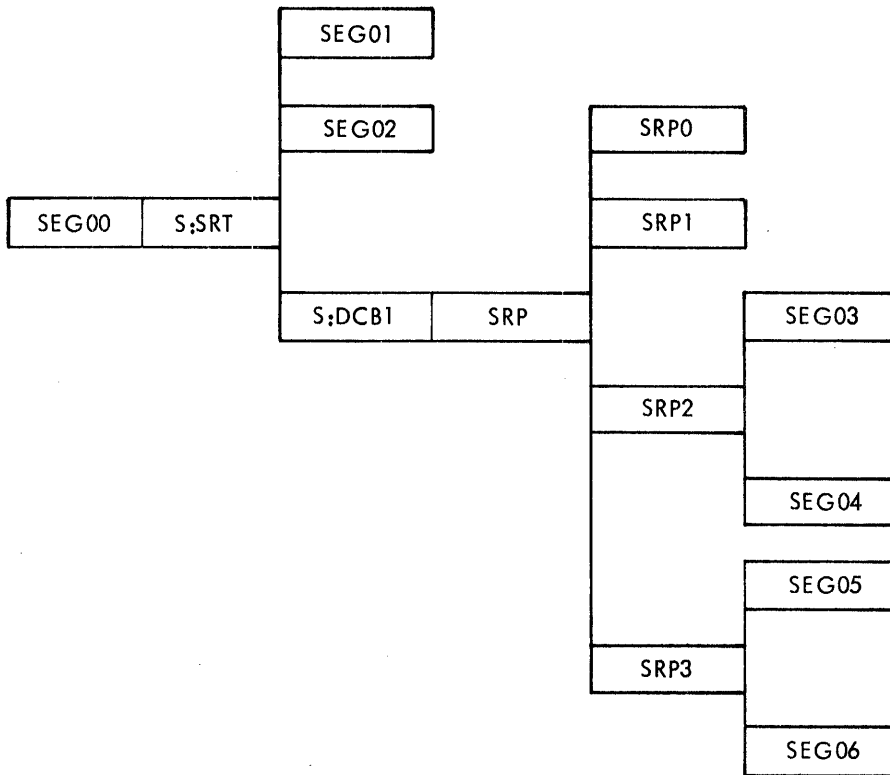 SEG01
SEG02
SRP0
SEG00 S:SRT
SRP1
S:DCB1 SRP
SEG03
SRP2
SEG04
SEG05
SRP3
SEG06